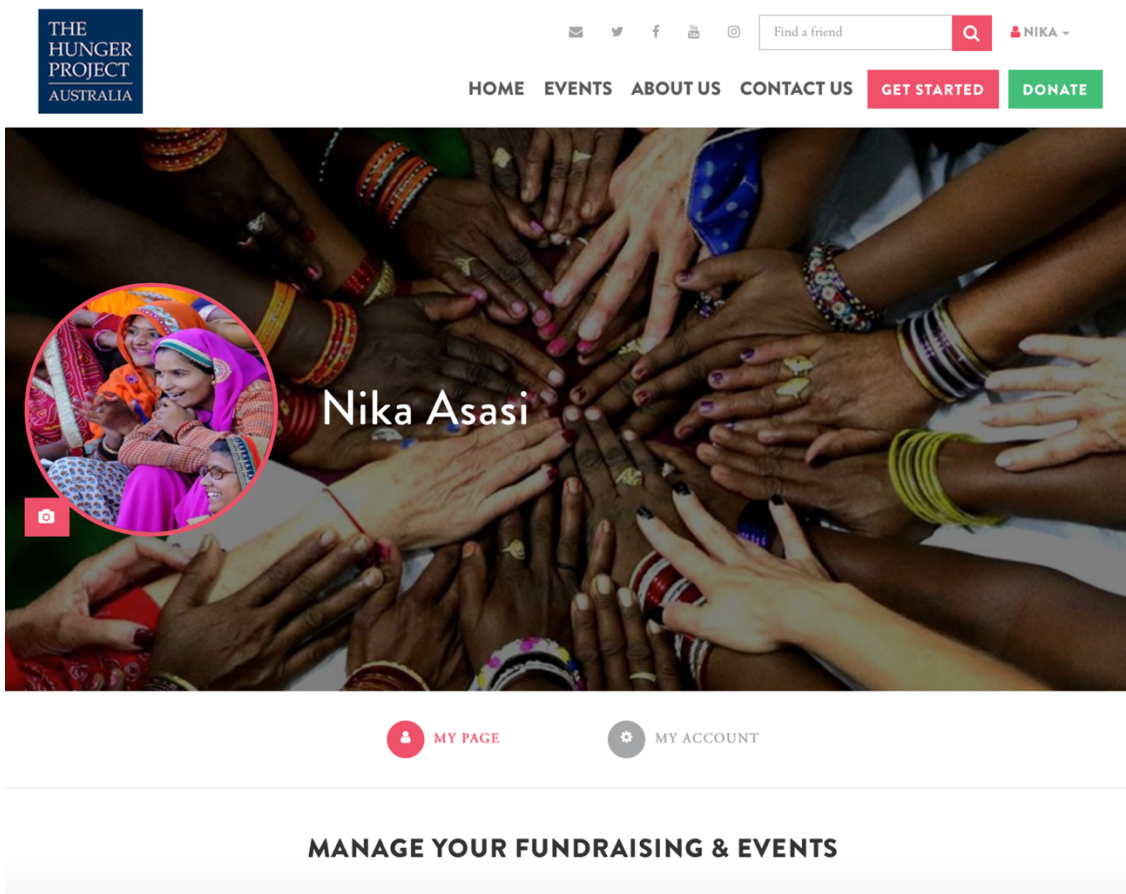 THE
HUNGER
PROJECT
AUSTRALIA
Find a friend
NIKA
HOME EVENTS ABOUT US CONTACT US GET STARTED DONATE
Nika Asasi
MY PAGE MY ACCOUNT
MANAGE YOUR FUNDRAISING & EVENTS